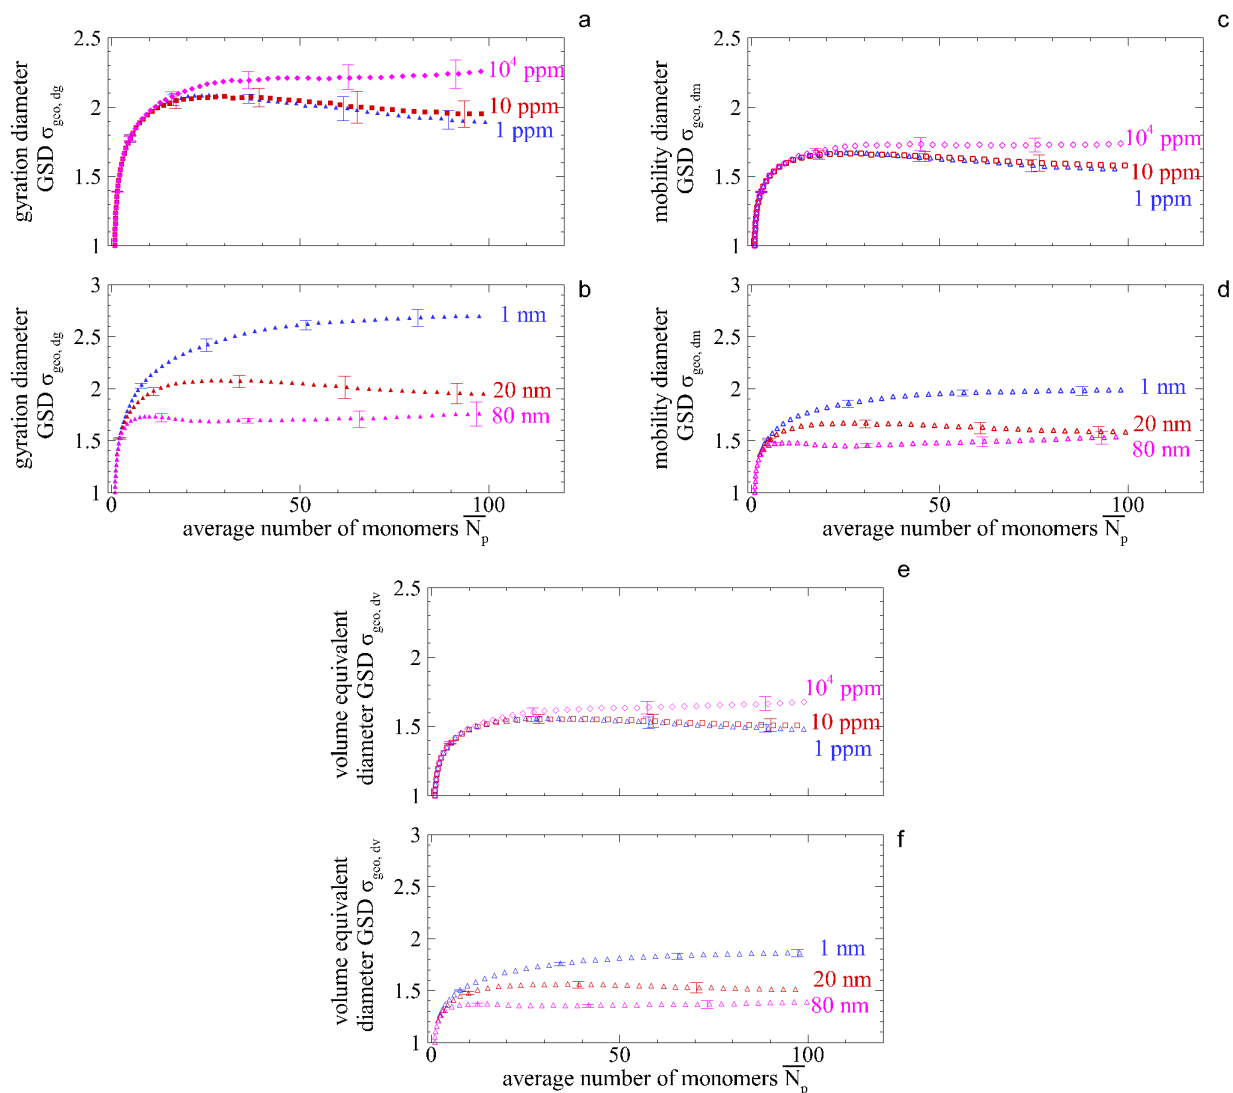 a
gyration diameter
GSD σgeo, dg
2.5
2
1.5
1
10⁴ ppm
10 ppm
1 ppm
c
mobility diameter
GSD σgeo, dm
2.5
2
1.5
1
10⁴ ppm
10 ppm
1 ppm
b
gyration diameter
GSD σgeo, dg
3
2.5
2
1.5
1
1 nm
20 nm
80 nm
0
50
100
average number of monomers N̅p
d
mobility diameter
GSD σgeo, dm
3
2.5
2
1.5
1
1 nm
20 nm
80 nm
0
50
100
average number of monomers N̅p
e
volume equivalent
diameter GSD σgeo, dv
2.5
2
1.5
1
10⁴ ppm
10 ppm
1 ppm
f
volume equivalent
diameter GSD σgeo, dv
3
2.5
2
1.5
1
1 nm
20 nm
80 nm
0
50
100
average number of monomers N̅p